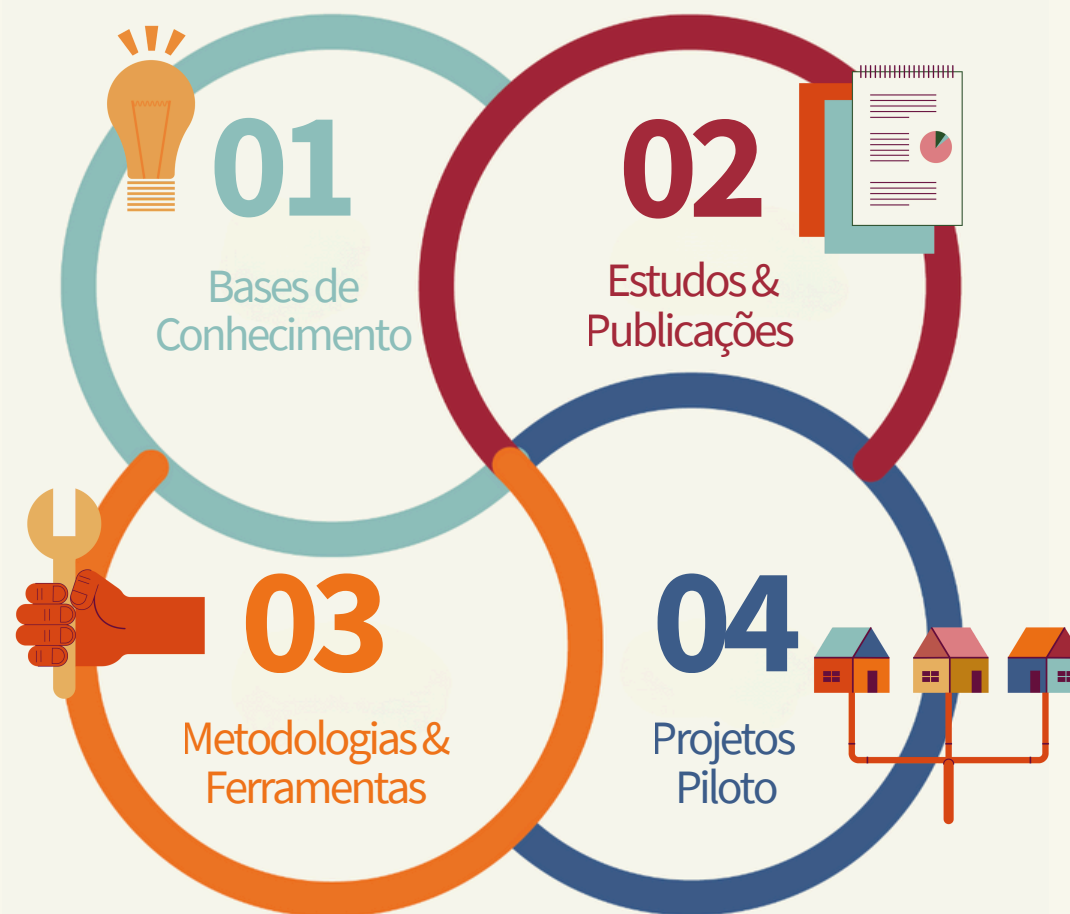 01
Bases de
Conhecimento
02
Estudos &
Publicações
03
Metodologias &
Ferramentas
04
Projetos
Piloto